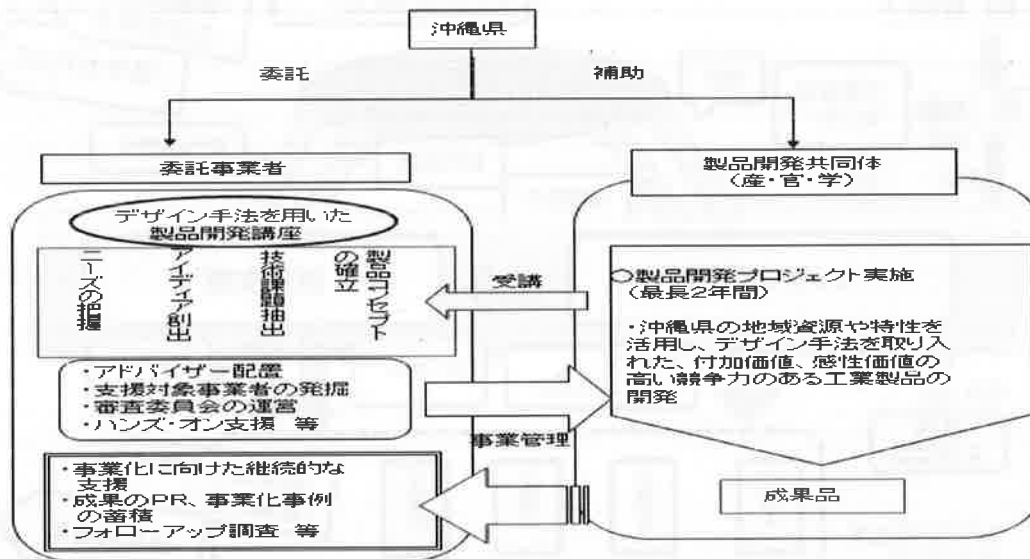 沖縄県
委託
補助
委託事業者
デザイン手法を用いた
製品開発講座
ニーズの把握
アイディア創出
技術課題抽出
製品コンセプト
の確立
・アドバイザー配置
・支援対象事業者の発掘
・審査委員会の運営
・ハンズ・オン支援 等
・事業化に向けた継続的な
支援
・成果のPR、事業化事例
の蓄積
・フォローアップ調査 等
受講
事業管理
製品開発共同体
(産・官・学)
○製品開発プロジェクト実施
(最長2年間)
・沖縄県の地域資源や特性を
活用し、デザイン手法を取り入
れた、付加価値、感性価値の
高い競争力のある工業製品の
開発
成果品